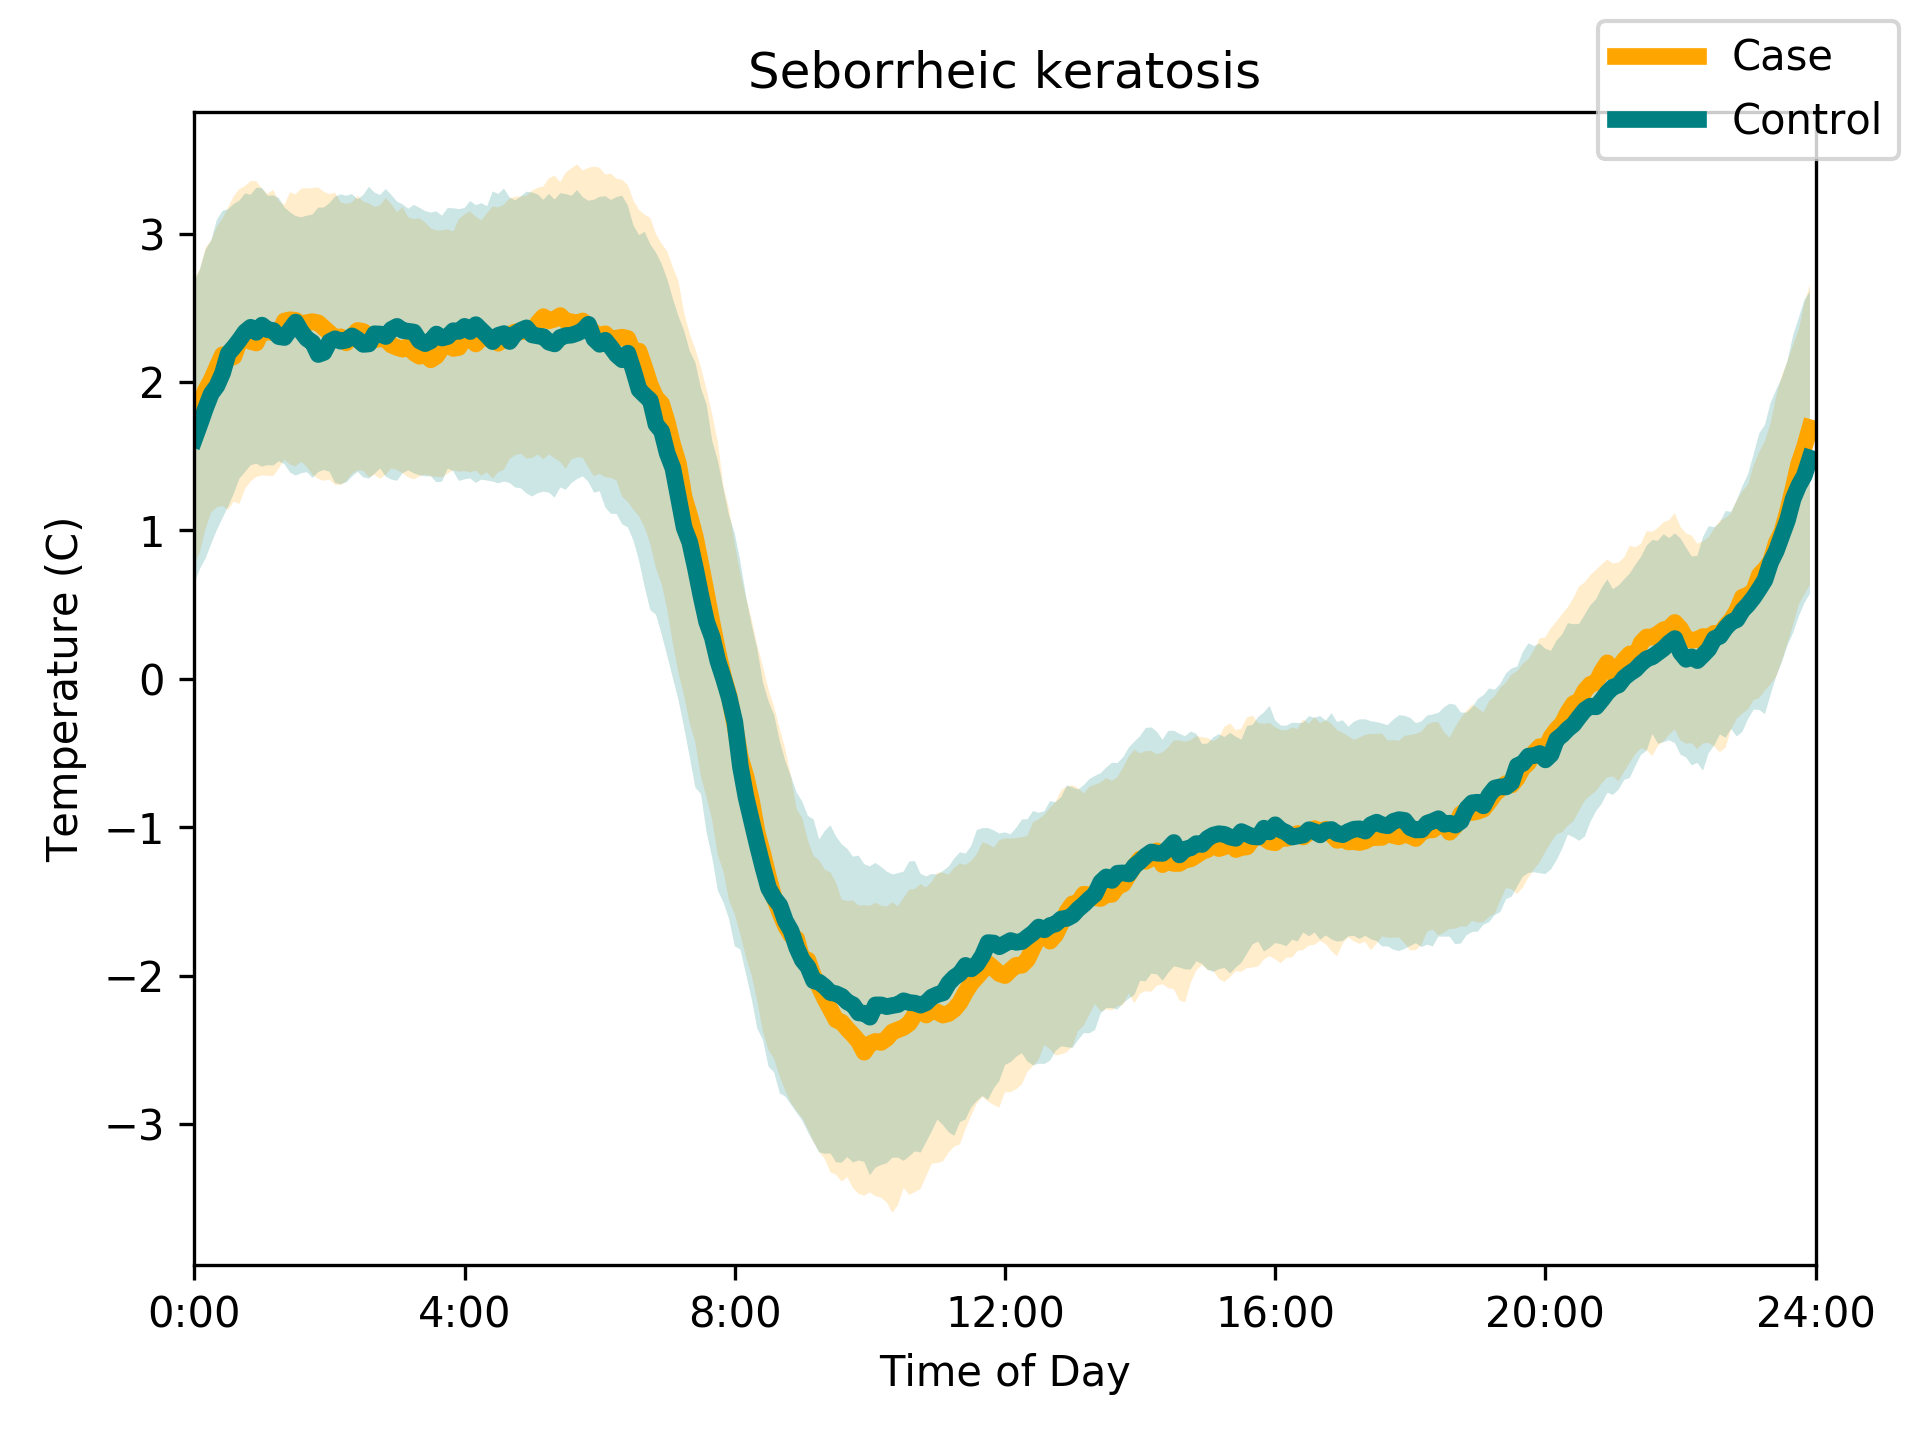 Seborrheic keratosis
Case
Control
Temperature (C)
3
2
1
0
−1
−2
−3
0:00 4:00 8:00 12:00 16:00 20:00 24:00
Time of Day